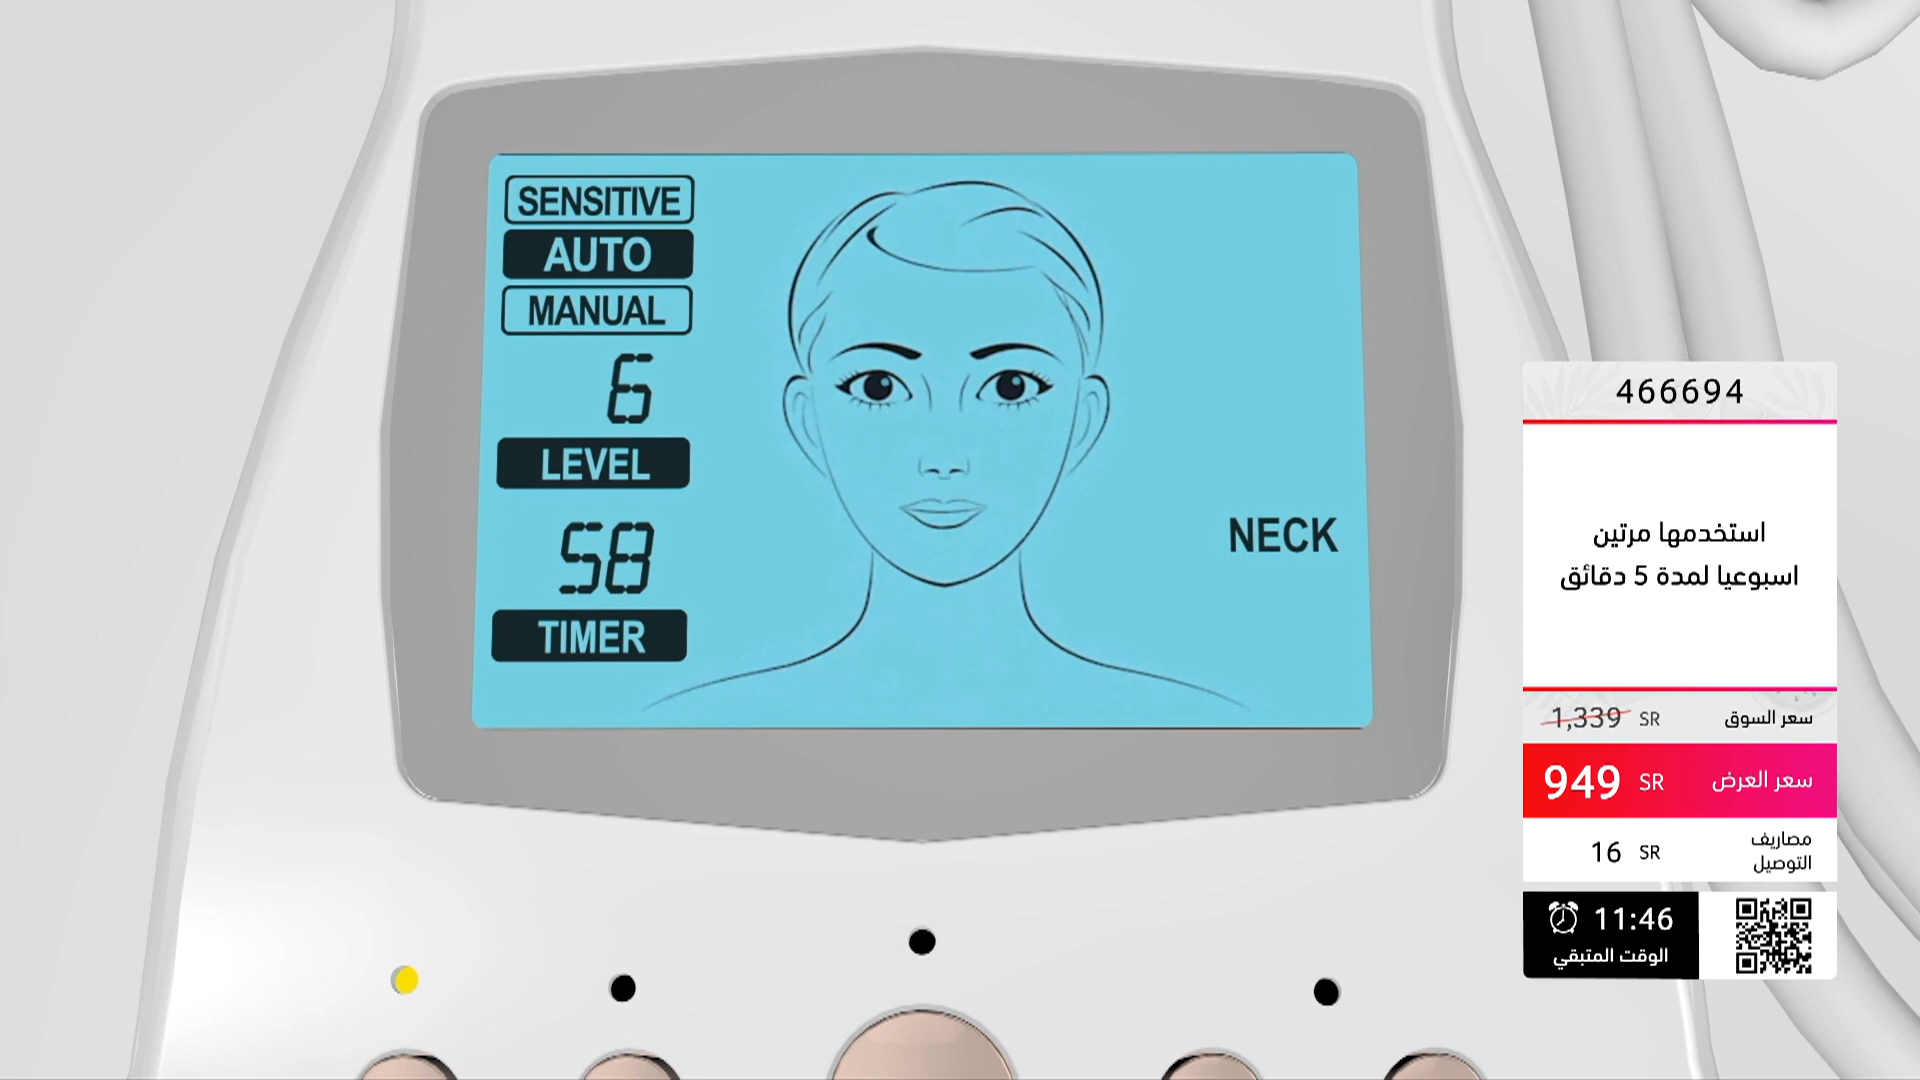 SENSITIVE
AUTO
MANUAL
6
LEVEL
58
TIMER
NECK
466694
استخدمها مرتين
اسبوعيا لمدة 5 دقائق
سعر السوق SR 1,339
سعر العرض SR 949
مصاريف
التوصيل
SR 16
11:46
الوقت المتبقي